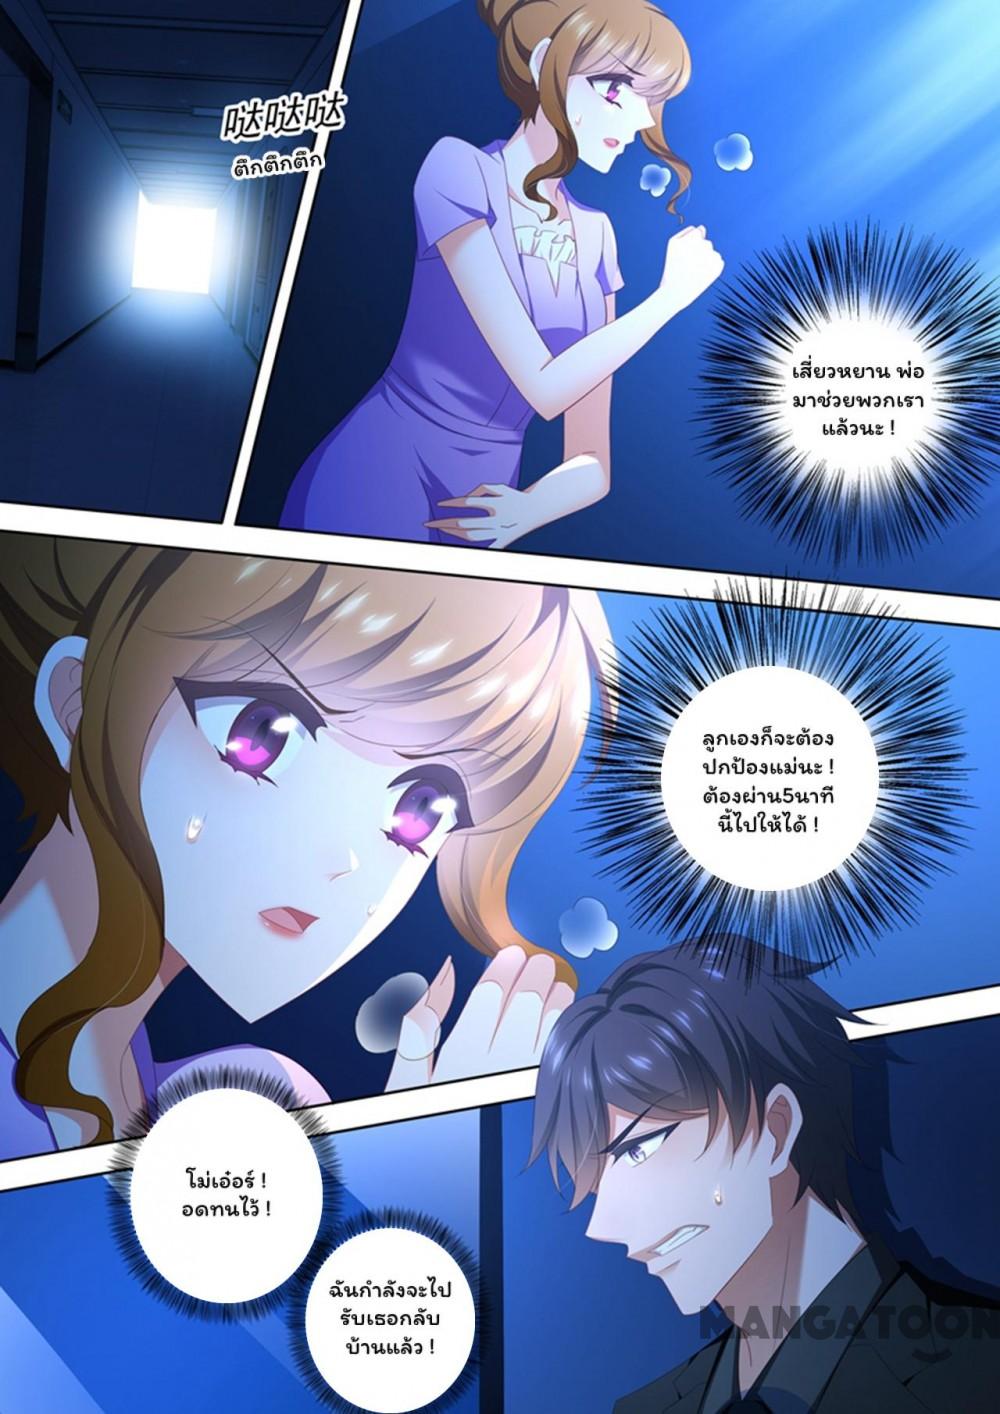 哒哒哒
ตึกตึกตึก
เสี่ยวหยาน พ่อ
มาช่วยพวกเรา
แล้วนะ !
ลูกเองก็จะต้อง
ปกป้องแม่นะ !
ต้องผ่าน5นาที
นี้ไปให้ได้ !
โม่เอ๋อร์ !
อดทนไว้ !
ฉันกำลังจะไป
รับเธอกลับ
บ้านแล้ว !
MANGATOON